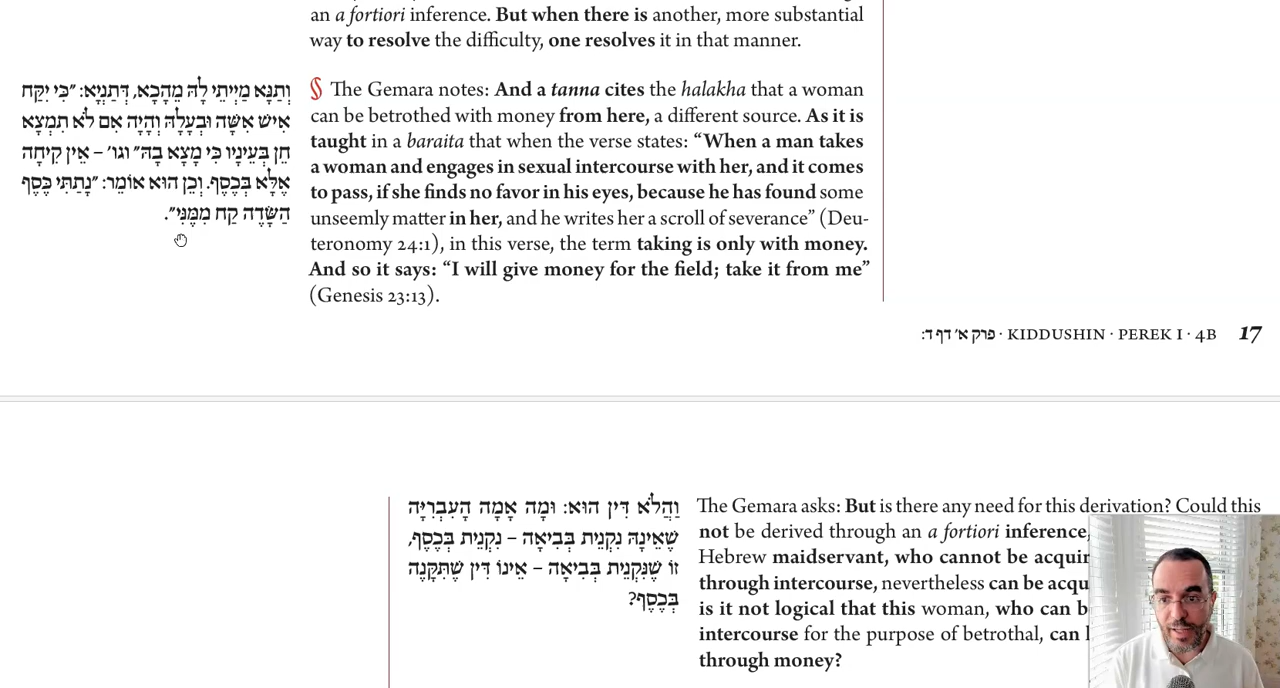 an a fortiori inference. But when there is another, more substantial
way to resolve the difficulty, one resolves it in that manner.
וְתַנָּא מַיְיתֵי לָהּ מֵהָכָא, דְּתַנְיָא: ״כִּי יִקַּח
אִישׁ אִשָּׁה וּבְעָלָהּ וְהָיָה אִם לֹא תִמְצָא
חֵן בְּעֵינָיו כִּי מָצָא בָהּ״ וגו׳ – אֵין קִיחָה
אֶלָּא בְּכֶסֶף. וְכֵן הוּא אוֹמֵר: ״נָתַתִּי כֶּסֶף
הַשָּׂדֶה קַח מִמֶּנִּי״.
§ The Gemara notes: And a tanna cites the halakha that a woman
can be betrothed with money from here, a different source. As it is
taught in a baraita that when the verse states: “When a man takes
a woman and engages in sexual intercourse with her, and it comes
to pass, if she finds no favor in his eyes, because he has found some
unseemly matter in her, and he writes her a scroll of severance” (Deu-
teronomy 24:1), in this verse, the term taking is only with money.
And so it says: “I will give money for the field; take it from me”
(Genesis 23:13).
פרק א׳ דף ד: · KIDDUSHIN · PEREK I · 4B 17
וַהֲלֹא דִּין הוּא: וּמָה אָמָה הָעִבְרִיָּה
שֶׁאֵינָהּ נִקְנֵית בְּבִיאָה – נִקְנֵית בְּכֶסֶף,
זוֹ שֶׁנִּקְנֵית בְּבִיאָה – אֵינוֹ דִּין שֶׁתִּקָּנֶה
בְּכֶסֶף?
The Gemara asks: But is there any need for this derivation? Could this
not be derived through an a fortiori inference,
Hebrew maidservant, who cannot be acquir
through intercourse, nevertheless can be acqu
is it not logical that this woman, who can b
intercourse for the purpose of betrothal, can
through money?